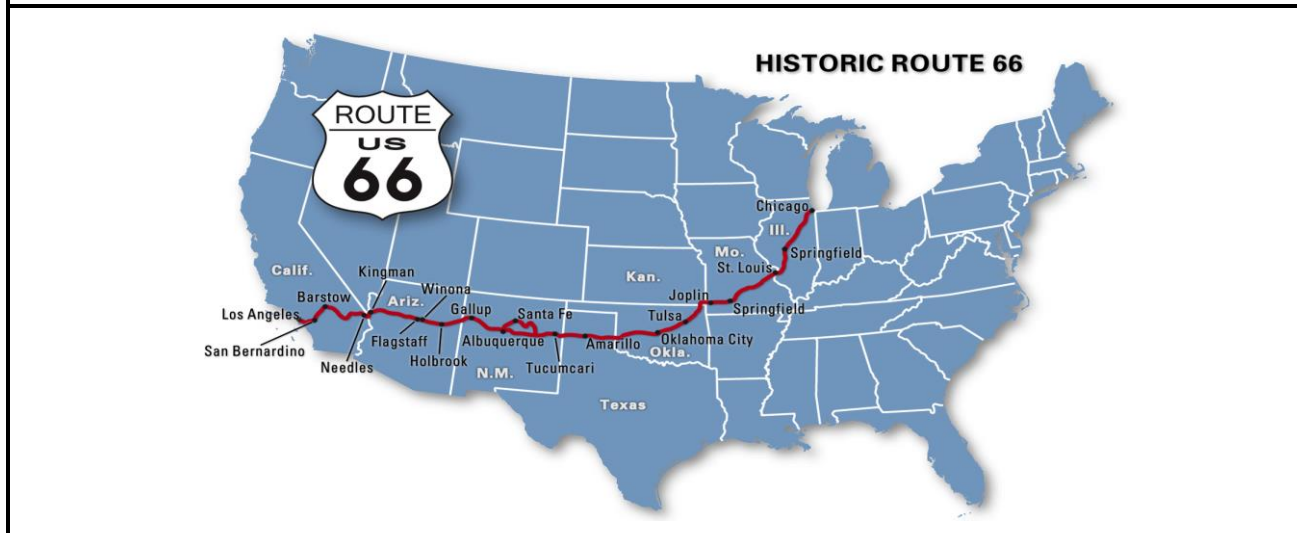 HISTORIC ROUTE 66
ROUTE
US
66
Chicago
Ill.
Springfield
Mo.
St. Louis
Calif.
Kingman
Kan.
Winona
Joplin
Barstow
Ariz.
Gallup
Santa Fe
Springfield
Los Angeles
Tulsa
Albuquerque
Oklahoma City
Flagstaff
Amarillo
San Bernardino
Okla.
Holbrook
Needles
N.M.
Tucumcari
Texas